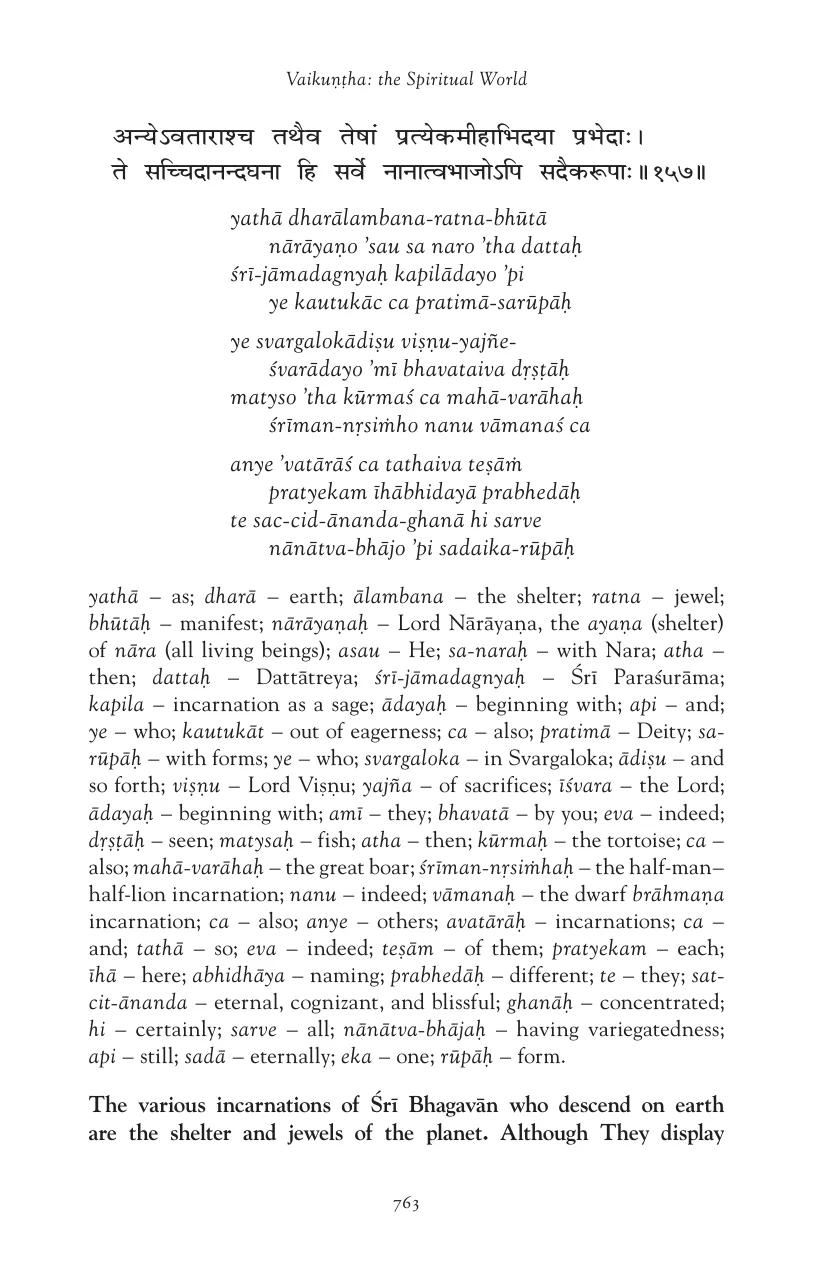 Vaikuṇṭha: the Spiritual World
अन्येऽवताराश्च तथैव तेषां प्रत्येकमीहाभिदया प्रभेदाः।
ते सच्चिदानन्दघना हि सर्वे नानात्वभाजोऽपि सदैकरूपाः॥१५७॥
yathā dharālambana-ratna-bhūtā
nārāyaṇo ’sau sa naro ’tha dattaḥ
śrī-jāmadagnyaḥ kapilādayo ’pi
ye kautukāc ca pratimā-sarūpāḥ
ye svargalokādiṣu viṣṇu-yajñe-
śvarādayo ’mī bhavataiva dṛṣṭāḥ
matyso ’tha kūrmaś ca mahā-varāhaḥ
śrīman-nṛsiṁho nanu vāmanaś ca
anye ’vatārāś ca tathaiva teṣāṁ
pratyekam īhābhidayā prabhedāḥ
te sac-cid-ānanda-ghanā hi sarve
nānātva-bhājo ’pi sadaika-rūpāḥ
yathā – as; dharā – earth; ālambana – the shelter; ratna – jewel;
bhūtāḥ – manifest; nārāyaṇaḥ – Lord Nārāyaṇa, the ayaṇa (shelter)
of nāra (all living beings); asau – He; sa-naraḥ – with Nara; atha –
then; dattaḥ – Dattātreya; śrī-jāmadagnyaḥ – Śrī Paraśurāma;
kapila – incarnation as a sage; ādayaḥ – beginning with; api – and;
ye – who; kautukāt – out of eagerness; ca – also; pratimā – Deity; sa-
rūpāḥ – with forms; ye – who; svargaloka – in Svargaloka; ādiṣu – and
so forth; viṣṇu – Lord Viṣṇu; yajña – of sacrifices; īśvara – the Lord;
ādayaḥ – beginning with; amī – they; bhavatā – by you; eva – indeed;
dṛṣṭāḥ – seen; matysaḥ – fish; atha – then; kūrmaḥ – the tortoise; ca –
also; mahā-varāhaḥ – the great boar; śrīman-nṛsiṁhaḥ – the half-man–
half-lion incarnation; nanu – indeed; vāmanaḥ – the dwarf brāhmaṇa
incarnation; ca – also; anye – others; avatārāḥ – incarnations; ca –
and; tathā – so; eva – indeed; teṣām – of them; pratyekam – each;
īhā – here; abhidhāya – naming; prabhedāḥ – different; te – they; sat-
cit-ānanda – eternal, cognizant, and blissful; ghanāḥ – concentrated;
hi – certainly; sarve – all; nānātva-bhājaḥ – having variegatedness;
api – still; sadā – eternally; eka – one; rūpāḥ – form.
The various incarnations of Śrī Bhagavān who descend on earth
are the shelter and jewels of the planet. Although They display
763